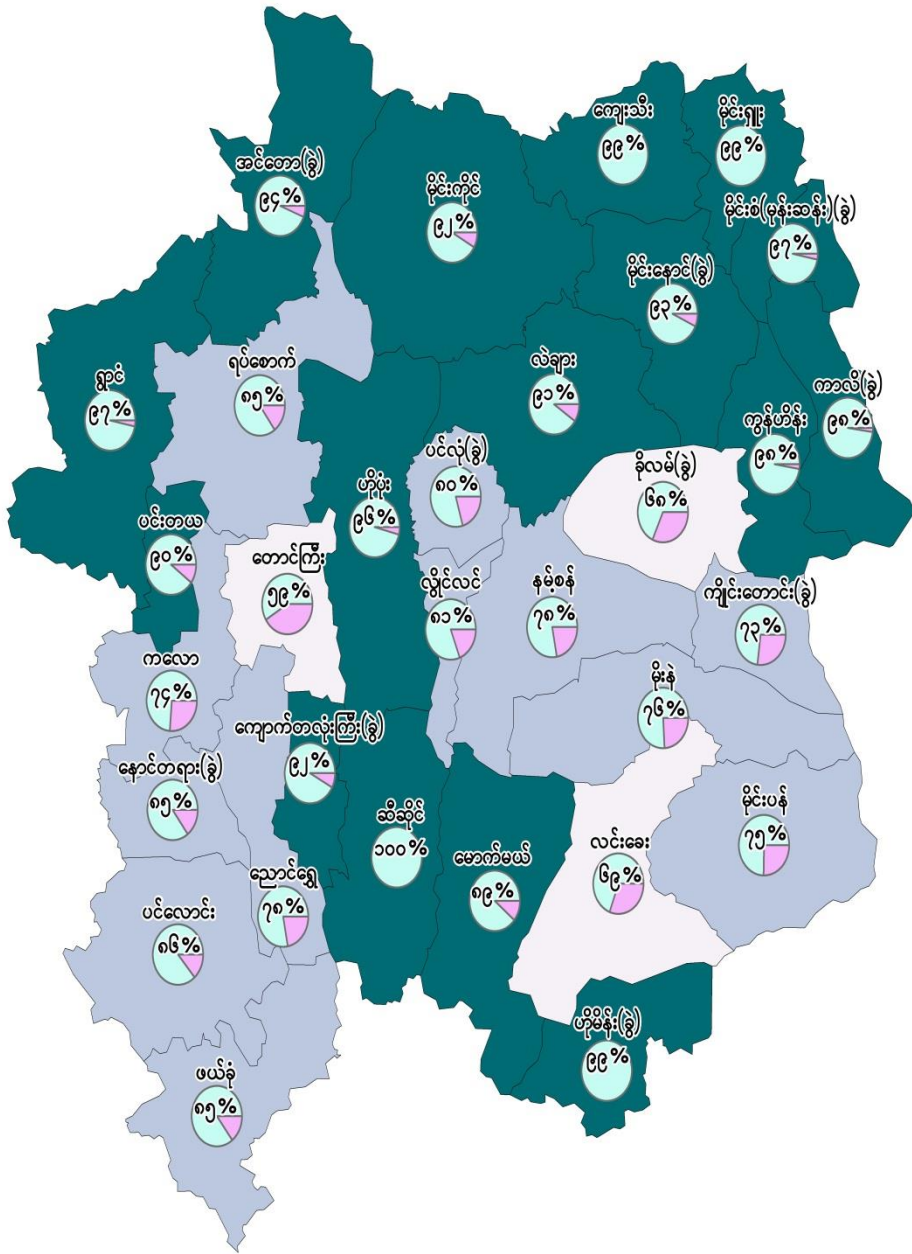 ကျေးသီး
၉၉%
မိုင်းရှူး
၉၉%
အင်တော(ခွဲ)
၉၄%
မိုင်းကိုင်
၉၂%
မိုင်းစံ(မုန်းဆန်း)(ခွဲ)
၉၇%
မိုင်းနောင်(ခွဲ)
၉၃%
ရပ်စောက်
၈၅%
လဲချား
၉၁%
ရွာငံ
၉၇%
ကာလိ(ခွဲ)
၉၈%
ကွန်ဟိန်း
၉၈%
ပင်လုံ(ခွဲ)
၈၀%
ခိုလမ်(ခွဲ)
၆၈%
ဟိုပုံး
၉၆%
ပင်းတယ
၉၀%
တောင်ကြီး
၅၉%
လွိုင်လင်
၈၁%
နမ့်စန်
၇၈%
ကျိုင်းတောင်း(ခွဲ)
၇၃%
ကလော
၇၄%
မိုးနဲ
၇၆%
ကျောက်တလုံးကြီး(ခွဲ)
၉၂%
နောင်တရား(ခွဲ)
၈၅%
ဆီဆိုင်
၁၀၀%
မိုင်းပန်
၇၅%
မောက်မယ်
၈၉%
လင်းခေး
၆၉%
ညောင်ရွှေ
၇၈%
ပင်လောင်း
၈၆%
ဟိုမိန်း(ခွဲ)
၉၉%
ဖယ်ခုံ
၈၅%